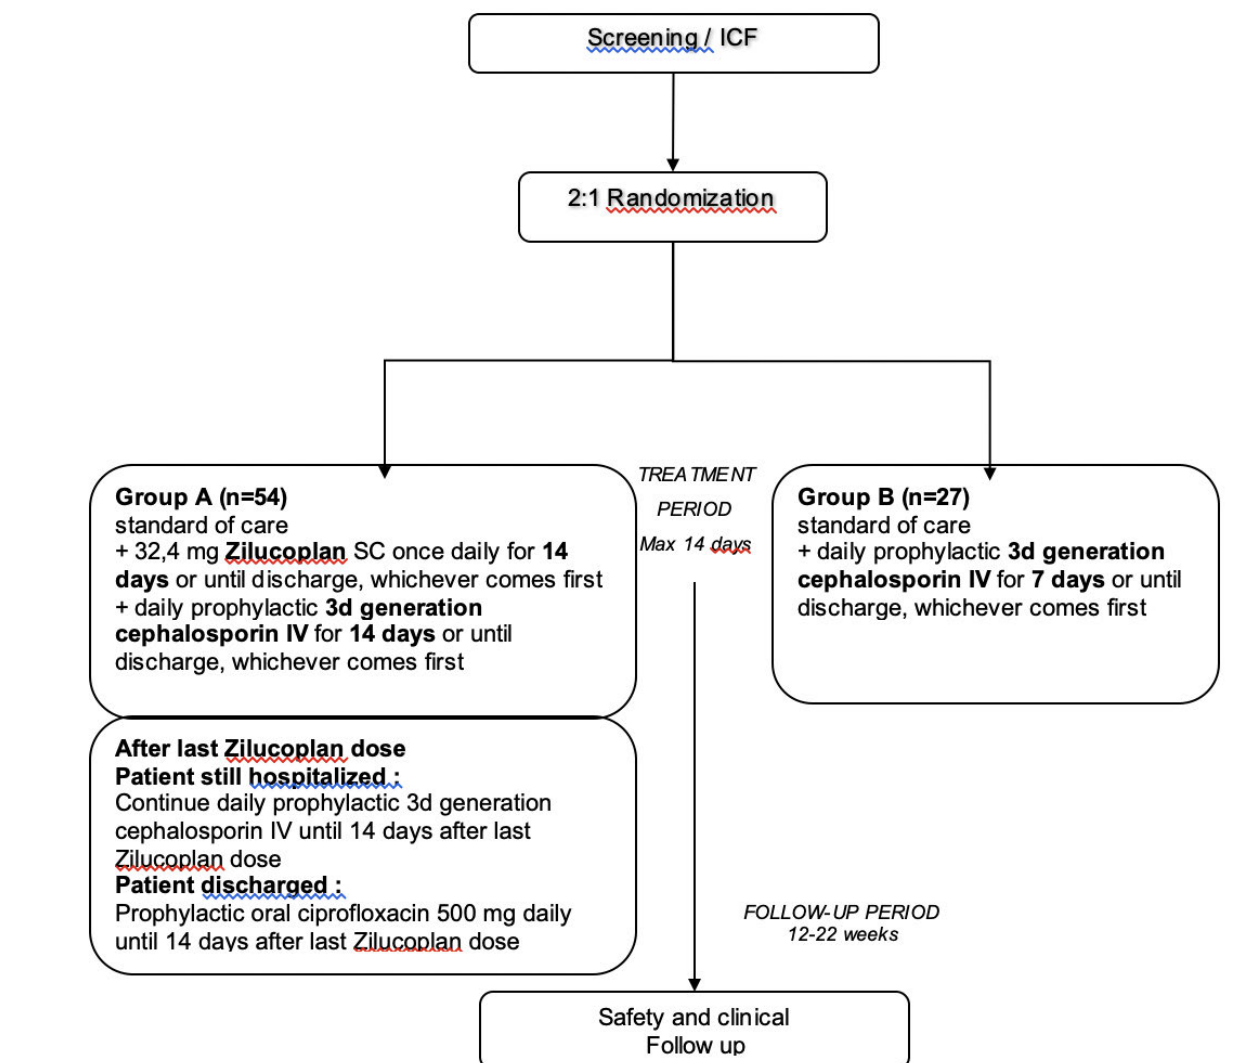 Screening / ICF
2:1 Randomization
Group A (n=54)
standard of care
+ 32,4 mg Zilucoplan SC once daily for 14
days or until discharge, whichever comes first
+ daily prophylactic 3d generation
cephalosporin IV for 14 days or until
discharge, whichever comes first
TREATMENT
PERIOD
Max 14 days
Group B (n=27)
standard of care
+ daily prophylactic 3d generation
cephalosporin IV for 7 days or until
discharge, whichever comes first
After last Zilucoplan dose
Patient still hospitalized :
Continue daily prophylactic 3d generation
cephalosporin IV until 14 days after last
Zilucoplan dose
Patient discharged :
Prophylactic oral ciprofloxacin 500 mg daily
until 14 days after last Zilucoplan dose
FOLLOW-UP PERIOD
12-22 weeks
Safety and clinical
Follow up